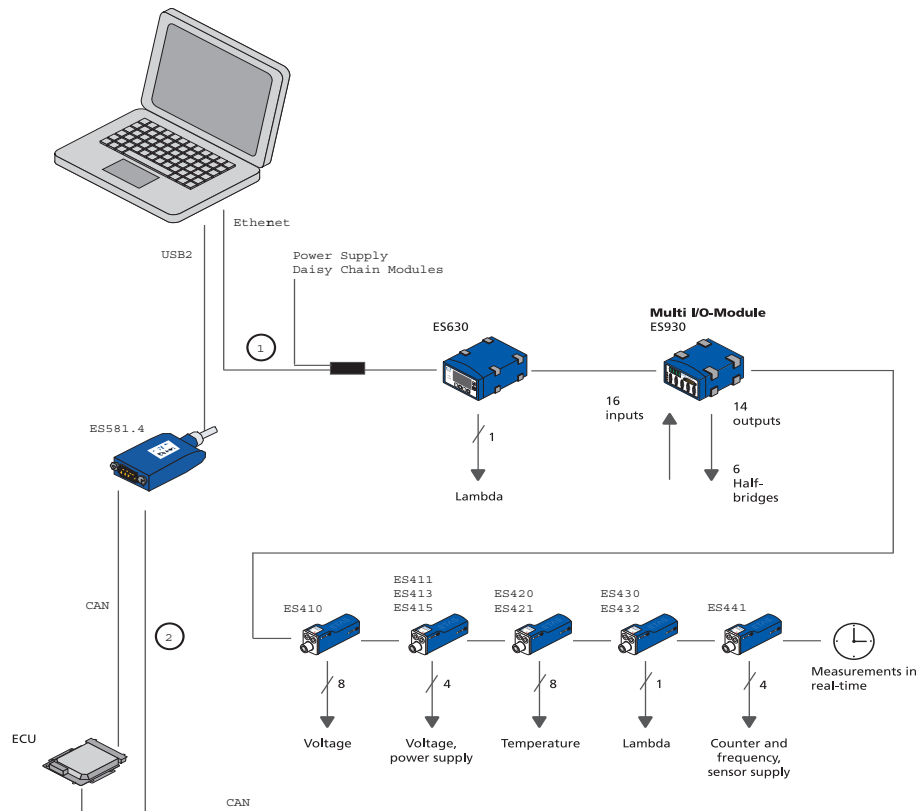 Ethernet
USB2
Power Supply
Daisy Chain Modules
Multi I/O-Module
ES630
ES930
1
16
inputs
14
outputs
1
6
Half-
bridges
Lambda
ES581.4
ES411
ES413
ES415
ES420
ES421
ES430
ES432
ES410
ES441
CAN
2
Measurements in
real-time
8
4
8
1
4
ECU
Voltage
Voltage,
power supply
Temperature
Lambda
Counter and
frequency,
sensor supply
CAN